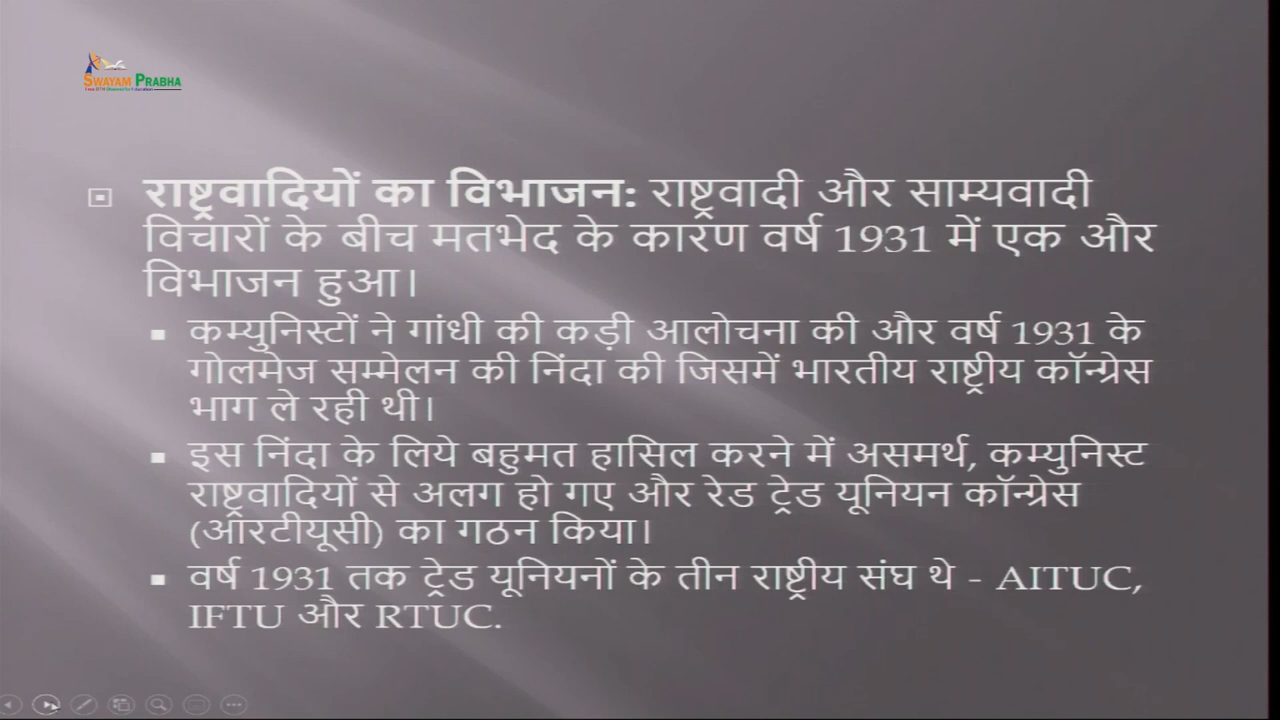 SWAYAM PRABHA
राष्ट्रवादियों का विभाजन: राष्ट्रवादी और साम्यवादी
विचारों के बीच मतभेद के कारण वर्ष 1931 में एक और
विभाजन हुआ।
कम्युनिस्टों ने गांधी की कड़ी आलोचना की और वर्ष 1931 के
गोलमेज सम्मेलन की निंदा की जिसमें भारतीय राष्ट्रीय कॉन्ग्रेस
भाग ले रही थी।
इस निंदा के लिये बहुमत हासिल करने में असमर्थ, कम्युनिस्ट
राष्ट्रवादियों से अलग हो गए और रेड ट्रेड यूनियन कॉन्ग्रेस
(आरटीयूसी) का गठन किया।
वर्ष 1931 तक ट्रेड यूनियनों के तीन राष्ट्रीय संघ थे - AITUC,
IFTU और RTUC.